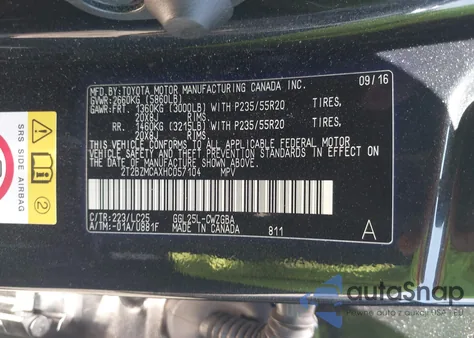 MFD.BY:TOYOTA MOTOR MANUFACTURING CANADA INC. 09/16
GVWR:2660KG (5860LB)
GAWR:FRT. 1360KG (3000LB)WITH P235/55R20 TIRES,
20X8J RIMS,
RR. 1460KG (3215LB)WITH P235/55R20 TIRES,
20X8J RIMS,
THIS VEHICLE CONFORMS TO ALL APPLICABLE FEDERAL MOTOR
VEHICLE SAFETY AND THEFT PREVENTION STANDARDS IN EFFECT
ON THE DATE OF MANUFACTURE SHOWN ABOVE.
2T2BZMCAXHC057104 MPV
C/TR:223/LC25 GGL25L-CWZGBA
A/TM:-01A/U881F MADE IN CANADA 811
A
SRS SIDE AIRBAG
autoSnap